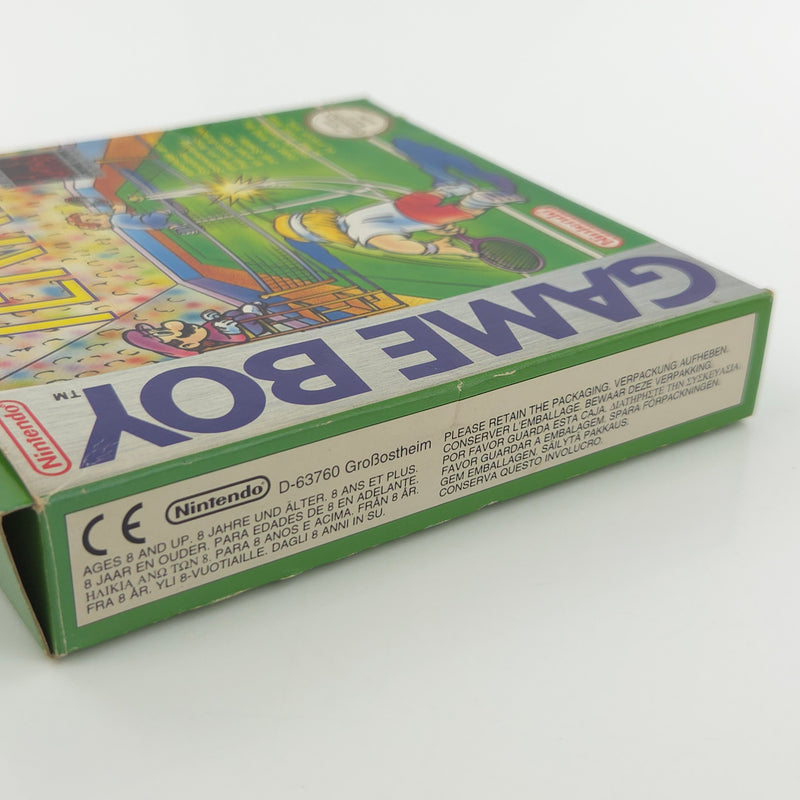 Nintendo
GAME BOY
TM
Nintendo
CE
Nintendo
D-63760 Großostheim
AGES 8 AND UP. 8 JAHRE UND ÄLTER. 8 ANS ET PLUS.
8 JAAR EN OUDER. PARA EDADES DE 8 EN ADELANTE.
ΗΛΙΚΙΑ ΑΝΩ ΤΩΝ 8. PARA 8 ANOS E ACIMA. FRÅN 8 ÅR.
FRA 8 ÅR. YLI 8-VUOTIAILLE. DAGLI 8 ANNI IN SU.
PLEASE RETAIN THE PACKAGING. VERPACKUNG AUFHEBEN.
CONSERVER L'EMBALLAGE. BEWAAR DEZE VERPAKKING.
POR FAVOR GUARDA ESTA CAJA. ΔΙΑΤΗΡΗΣΤΕ ΤΗΝ ΣΥΣΚΕΥΑΣΙΑ.
FAVOR GUARDAR A EMBALAGEM. SPARA FÖRPACKNINGEN.
GEM EMBALLAGEN. SÄILYTÄ PAKKAUS.
CONSERVA QUESTO INVOLUCRO.